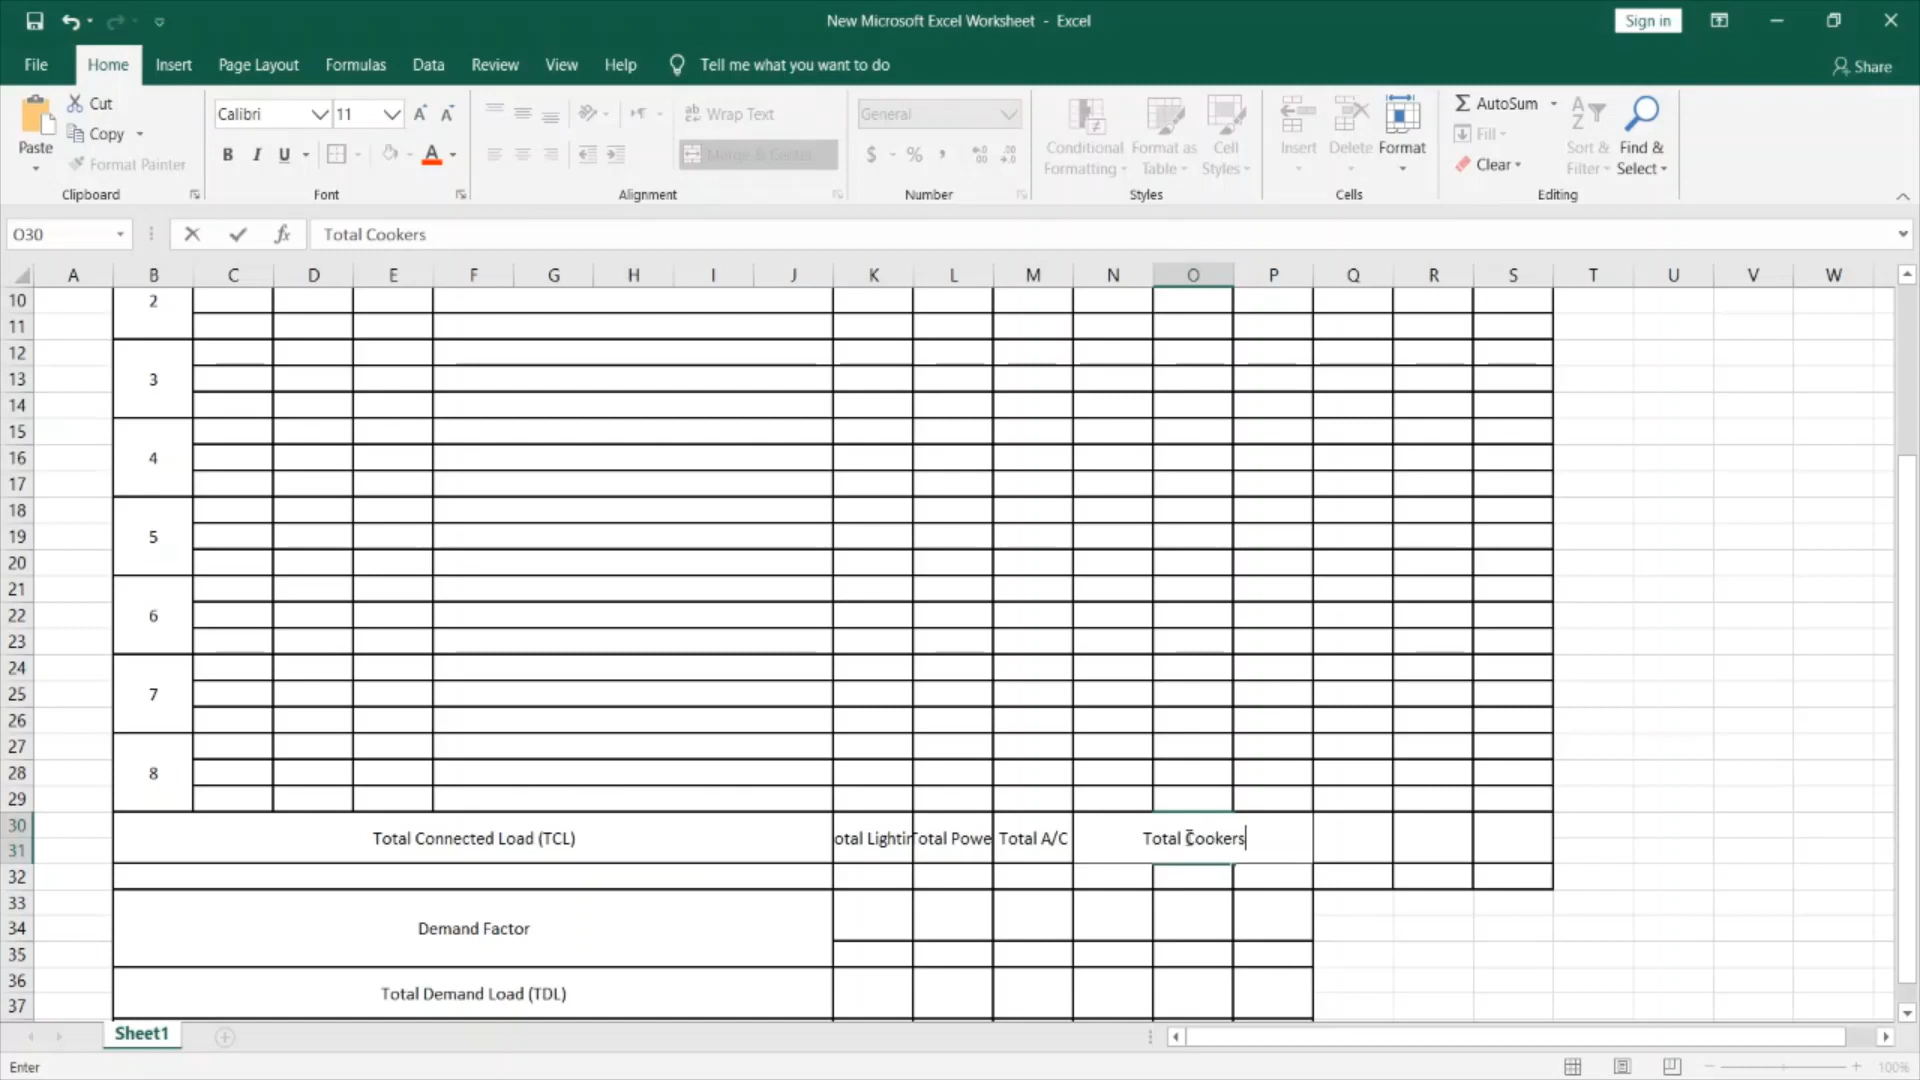 New Microsoft Excel Worksheet - Excel
Sign in
File Home Insert Page Layout Formulas Data Review View Help Tell me what you want to do
Share
Paste
Cut
Copy
Format Painter
Clipboard
Calibri 11
B I U A
Font
Wrap Text
Merge & Center
Alignment
General
$ % ,
Number
Conditional Formatting
Format as Table
Cell Styles
Styles
Insert Delete Format
Cells
AutoSum
Fill
Clear
Sort & Filter
Find & Select
Editing
O30 fx Total Cookers
A B C D E F G H I J K L M N O P Q R S T U V W
10 2
11
12
13 3
14
15
16 4
17
18
19 5
20
21
22 6
23
24
25 7
26
27
28 8
29
30
Total Connected Load (TCL) otal Lightin Total Powe Total A/C Total Cookers
31
32
33
34 Demand Factor
35
36
Total Demand Load (TDL)
37
Sheet1
Enter
100%